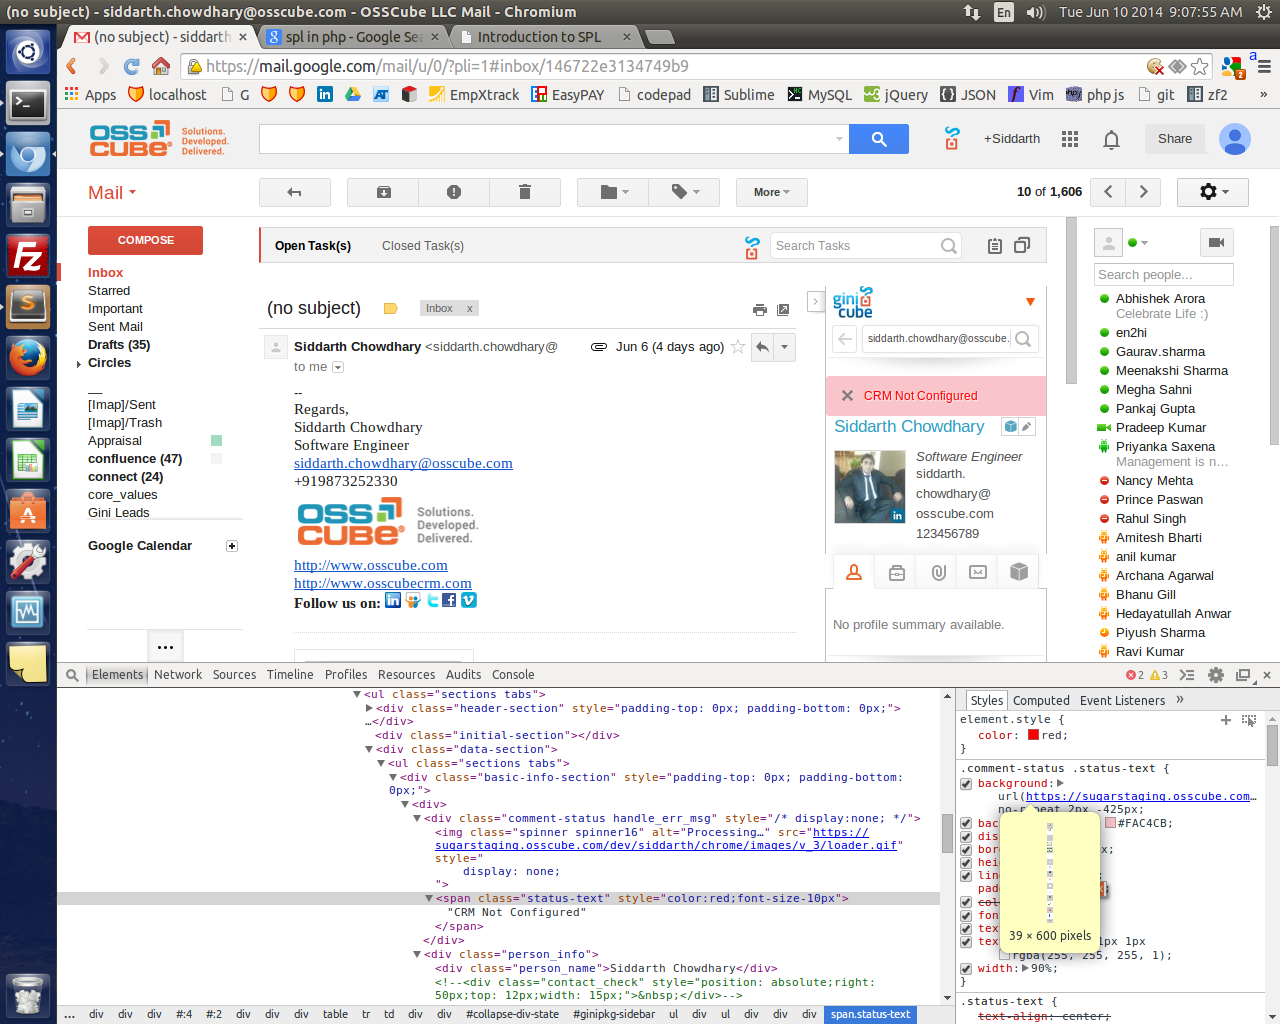 (no subject) - siddarth.chowdhary@osscube.com - OSSCube LLC Mail - Chromium
En
Tue Jun 10 2014 9:07:55 AM
(no subject) - siddarth ×
spl in php - Google Sea ×
Introduction to SPL ×
https://mail.google.com/mail/u/0/?pli=1#inbox/146722e3134749b9
Apps localhost G EmpXtrack EasyPAY codepad Sublime MySQL jQuery JSON Vim php js git zf2 »
OSS CUBE
Solutions.
Developed.
Delivered.
+Siddarth
Share
Mail
More
10 of 1,606
COMPOSE
Inbox
Starred
Important
Sent Mail
Drafts (35)
Circles
[Imap]/Sent
[Imap]/Trash
Appraisal
confluence (47)
connect (24)
core_values
Gini Leads
Google Calendar
Open Task(s)
Closed Task(s)
Search Tasks
(no subject)
Inbox x
Siddarth Chowdhary <siddarth.chowdhary@
Jun 6 (4 days ago)
to me
--
Regards,
Siddarth Chowdhary
Software Engineer
siddarth.chowdhary@osscube.com
+919873252330
OSS CUBE
Solutions.
Developed.
Delivered.
http://www.osscube.com
http://www.osscubecrm.com
Follow us on:
gini
cube
siddarth.chowdhary@osscube.
CRM Not Configured
Siddarth Chowdhary
Software Engineer
siddarth.
chowdhary@
osscube.com
123456789
No profile summary available.
Search people...
Abhishek Arora
Celebrate Life :)
en2hi
Gaurav.sharma
Meenakshi Sharma
Megha Sahni
Pankaj Gupta
Pradeep Kumar
Priyanka Saxena
Management is n...
Nancy Mehta
Prince Paswan
Rahul Singh
Amitesh Bharti
anil kumar
Archana Agarwal
Bhanu Gill
Hedayatullah Anwar
Piyush Sharma
Ravi Kumar
Elements Network Sources Timeline Profiles Resources Audits Console
2 3
<ul class="sections tabs">
<div class="header-section" style="padding-top: 0px; padding-bottom: 0px;">
…</div>
<div class="initial-section"></div>
<div class="data-section">
<ul class="sections tabs">
<div class="basic-info-section" style="padding-top: 0px; padding-bottom:
0px;">
<div>
<div class="comment-status handle_err_msg" style="/* display:none; */">
<img class="spinner spinner16" alt="Processing…" src="https://
sugarstaging.osscube.com/dev/siddarth/chrome/images/v_3/loader.gif"
style="
display: none;
">
<span class="status-text" style="color:red;font-size-10px">
"CRM Not Configured"
</span>
</div>
<div class="person_info">
<div class="person_name">Siddarth Chowdhary</div>
<!--<div class="contact_check" style="position: absolute;right:
50px;top: 12px;width: 15px;">&nbsp;</div>-->
... div div div #:4 #:2 div div div table tr td div div #collapse-div-state #ginipkg-sidebar ul div ul div div div span.status-text
Styles Computed Event Listeners »
element.style {
color: red;
}
.comment-status .status-text {
background:
url(https://sugarstaging.osscube.com…
no-repeat 2px -425px;
#FAC4CB;
39 × 600 pixels
1px 1px
rgba(255, 255, 255, 1);
width: 90%;
}
.status-text {
text-align: center;